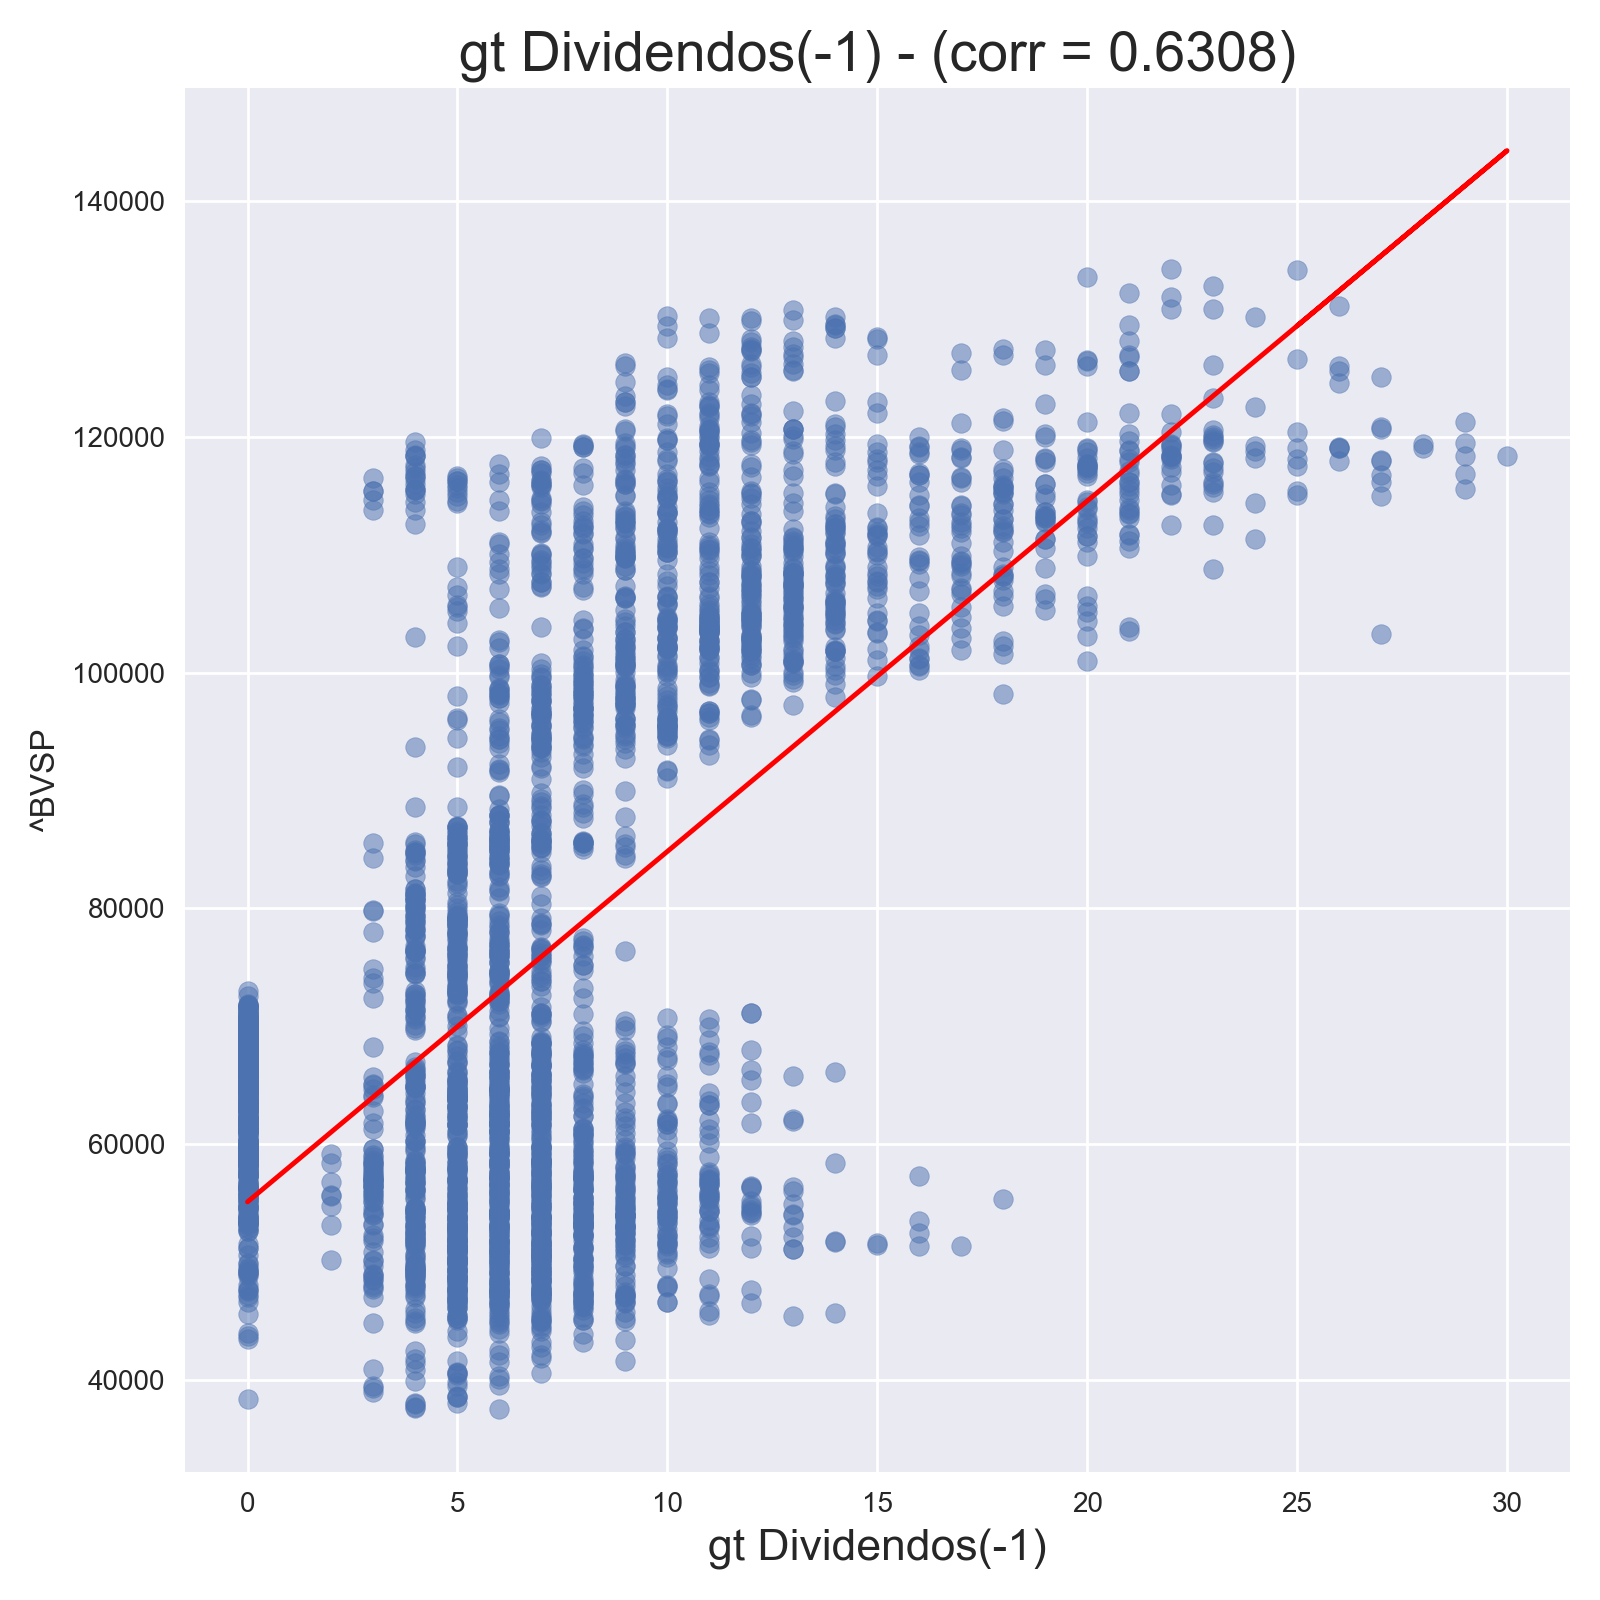 gt Dividendos(-1) - (corr = 0.6308)
140000
120000
100000
80000
60000
40000
^BVSP
0 5 10 15 20 25 30
gt Dividendos(-1)